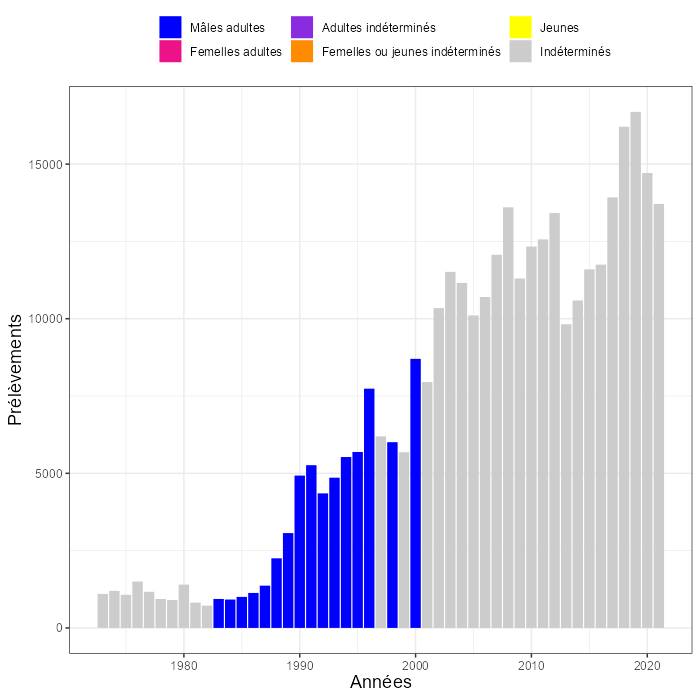 Mâles adultes Adultes indéterminés Jeunes
Femelles adultes Femelles ou jeunes indéterminés Indéterminés
15000
10000
5000
0
Prélèvements
1980 1990 2000 2010 2020
Années